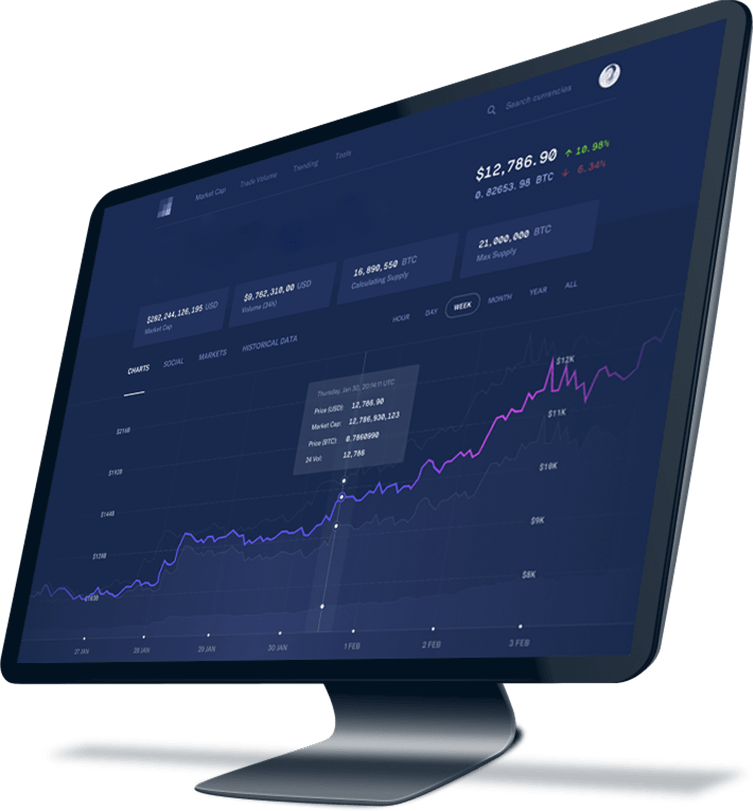 Search currencies
Market Cap Trade Volume Trending Tools
$12,786.90 ↑ 10.98%
0.82653.98 BTC ↓ 6.34%
$282,244,126,195 USD
Market Cap
$9,762,310,00 USD
Volume (24h)
16,890,550 BTC
Calculating Supply
21,000,000 BTC
Max Supply
HOUR DAY WEEK MONTH YEAR ALL
CHARTS SOCIAL MARKETS HISTORICAL DATA
Thursday, Jan 30, 20:14:11 UTC
Price (USD): 12,786.90
Market Cap: 12,786,930,123
Price (BTC): 0.7860990
24 Vol: 12,786
$216B
$192B
$144B
$128B
$12K
$11K
$10K
$9K
$8K
27 JAN 28 JAN 29 JAN 30 JAN 1 FEB 2 FEB 3 FEB